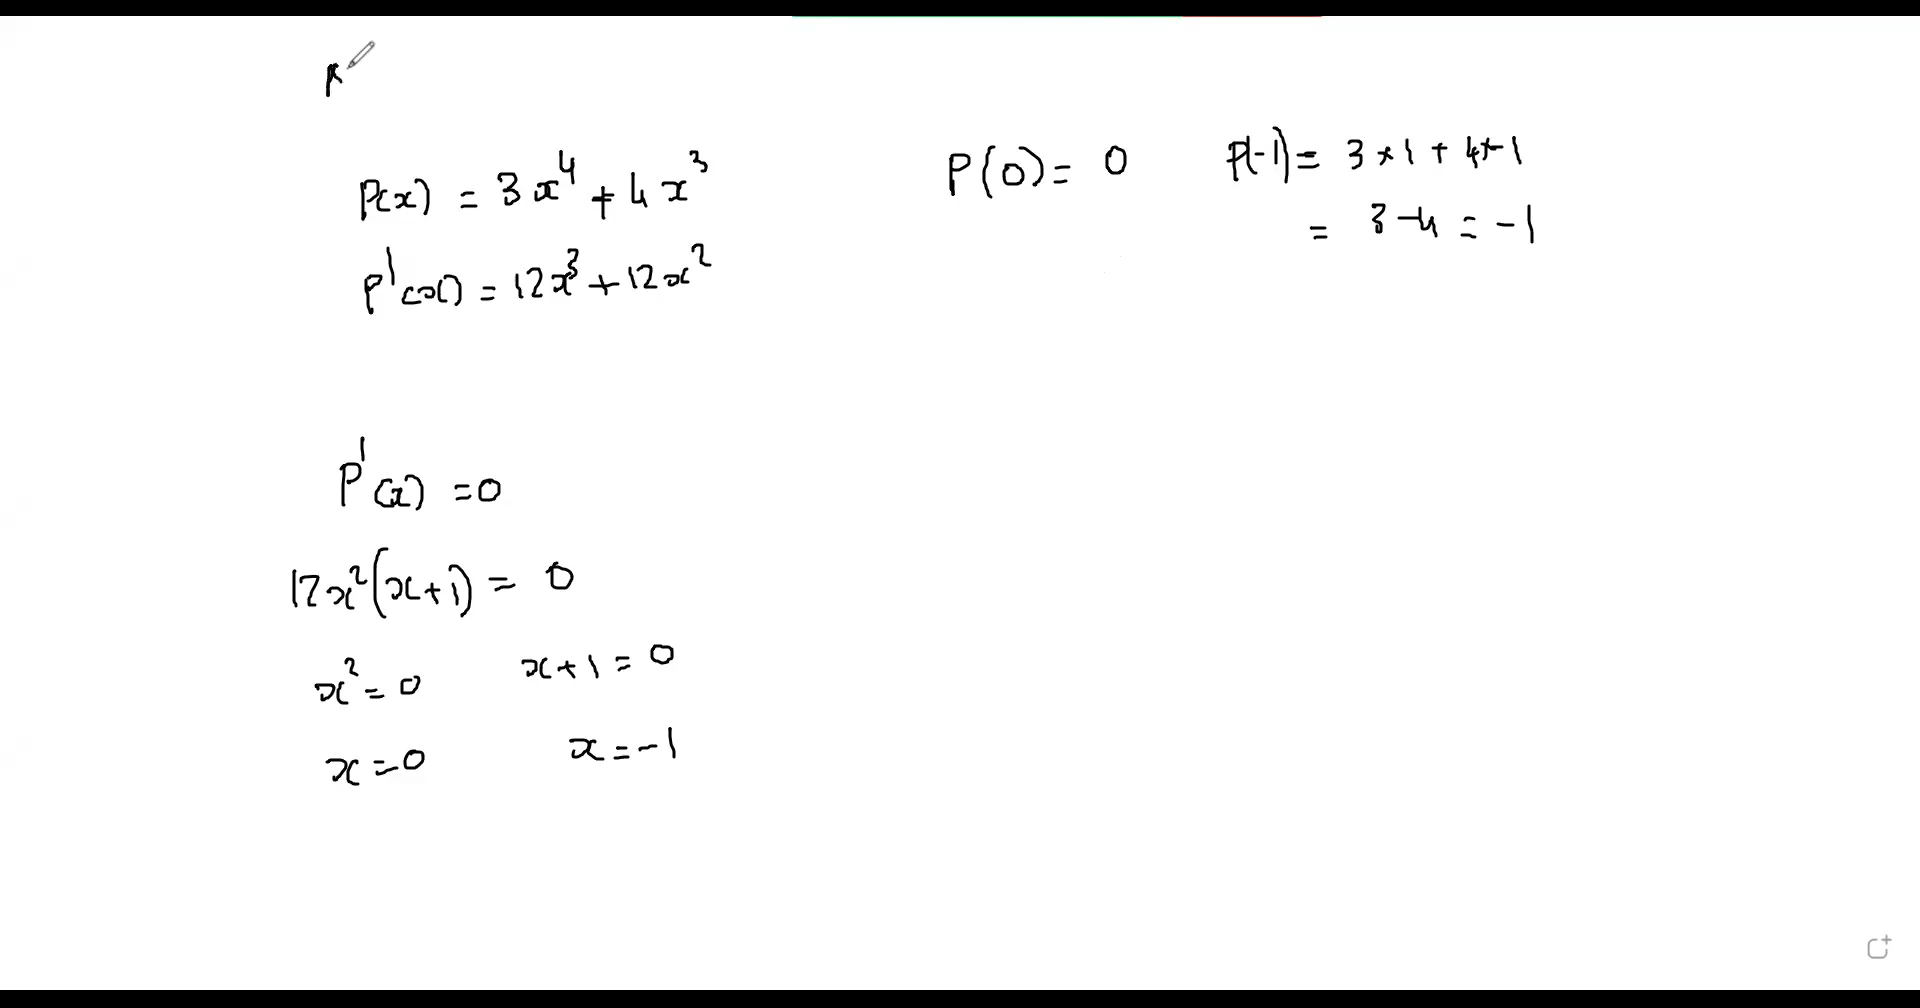 P(x) = 3x⁴ + 4x³
P'(x) = 12x³ + 12x²
P(0) = 0
P(-1) = 3 * 1 + 4 * -1
= 3 - 4 = -1
P'(x) = 0
12x²(x + 1) = 0
x² = 0    x + 1 = 0
x = 0    x = -1